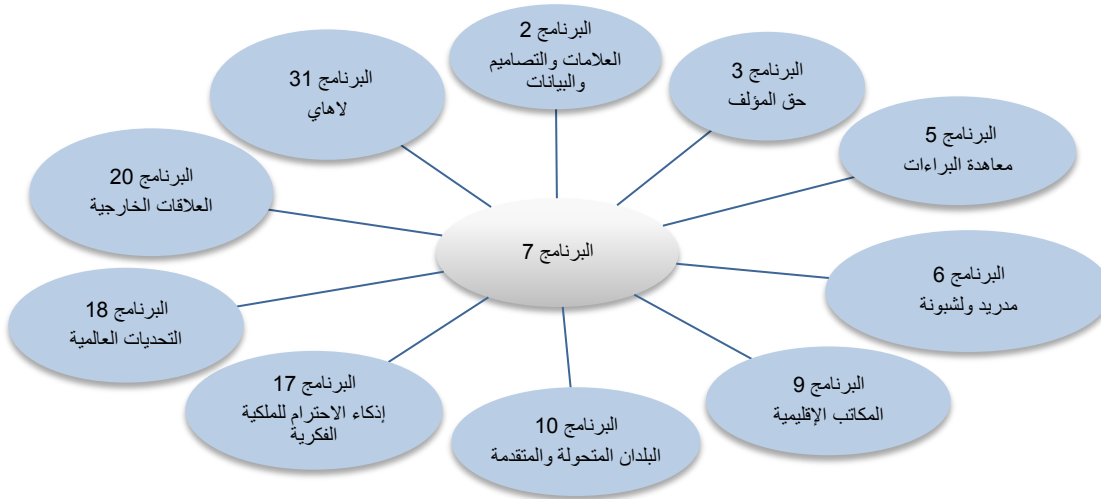 البرنامج 2
العلامات والتصاميم
والبيانات
البرنامج 3
حق المؤلف
البرنامج 5
معاهدة البراءات
البرنامج 6
مدريد ولشبونة
البرنامج 9
المكاتب الإقليمية
البرنامج 10
البلدان المتحولة والمتقدمة
البرنامج 17
إذكاء الاحترام للملكية
الفكرية
البرنامج 18
التحديات العالمية
البرنامج 20
العلاقات الخارجية
البرنامج 31
لاهاي
البرنامج 7